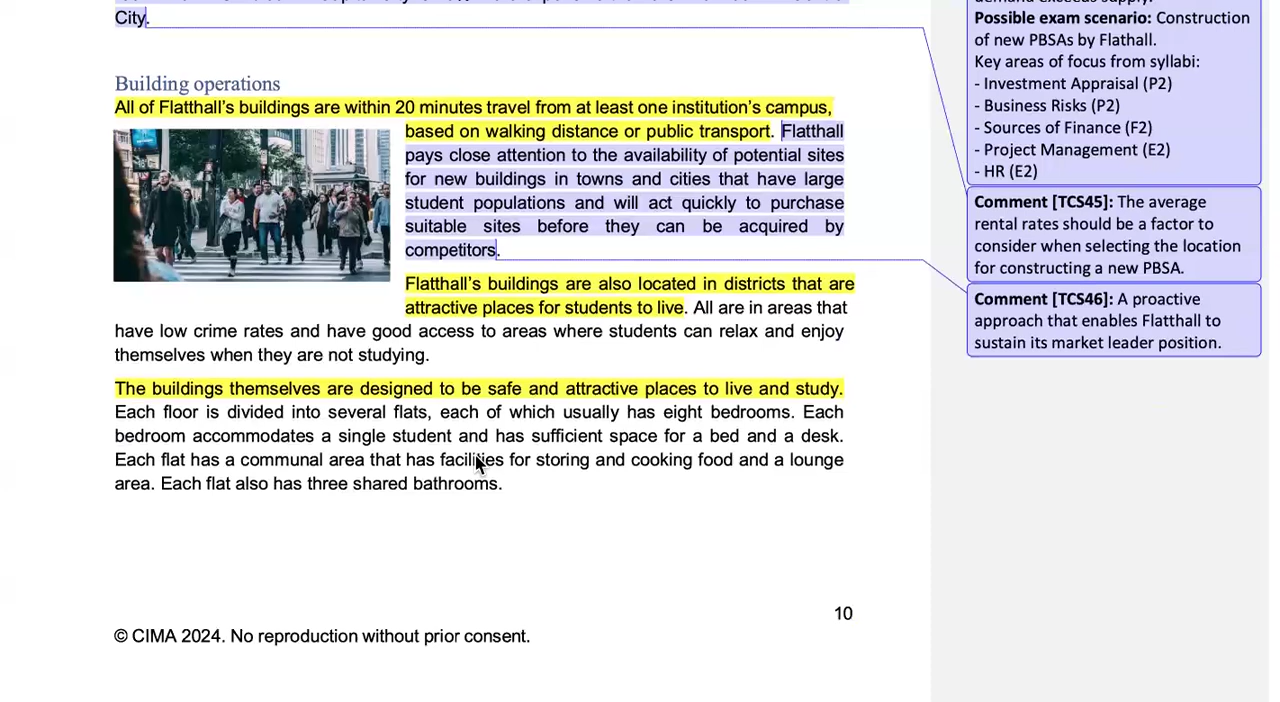 City.
Building operations
All of Flatthall's buildings are within 20 minutes travel from at least one institution's campus,
based on walking distance or public transport. Flatthall
pays close attention to the availability of potential sites
for new buildings in towns and cities that have large
student populations and will act quickly to purchase
suitable sites before they can be acquired by
competitors.
Flatthall's buildings are also located in districts that are
attractive places for students to live. All are in areas that
have low crime rates and have good access to areas where students can relax and enjoy
themselves when they are not studying.
The buildings themselves are designed to be safe and attractive places to live and study.
Each floor is divided into several flats, each of which usually has eight bedrooms. Each
bedroom accommodates a single student and has sufficient space for a bed and a desk.
Each flat has a communal area that has facilities for storing and cooking food and a lounge
area. Each flat also has three shared bathrooms.
10
© CIMA 2024. No reproduction without prior consent.
demand exceeds supply.
Possible exam scenario: Construction
of new PBSAs by Flathall.
Key areas of focus from syllabi:
- Investment Appraisal (P2)
- Business Risks (P2)
- Sources of Finance (F2)
- Project Management (E2)
- HR (E2)
Comment [TCS45]: The average
rental rates should be a factor to
consider when selecting the location
for constructing a new PBSA.
Comment [TCS46]: A proactive
approach that enables Flatthall to
sustain its market leader position.